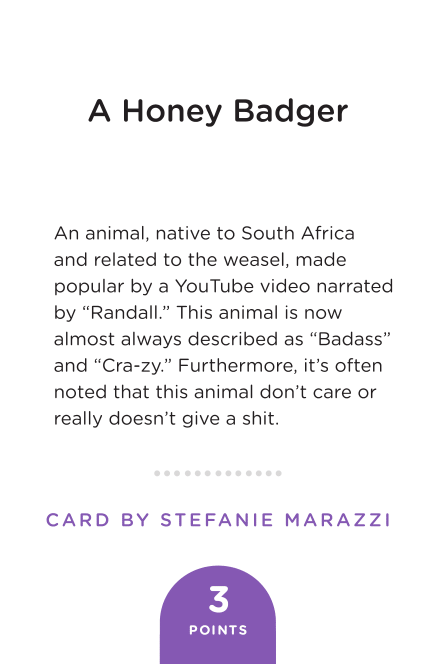 A Honey Badger
An animal, native to South Africa
and related to the weasel, made
popular by a YouTube video narrated
by “Randall.” This animal is now
almost always described as “Badass”
and “Cra-zy.” Furthermore, it’s often
noted that this animal don’t care or
really doesn’t give a shit.
CARD BY STEFANIE MARAZZI
3
POINTS